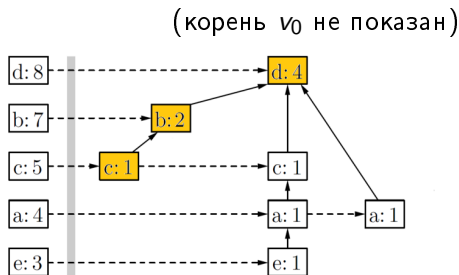 (корень v₀ не показан)
d: 8 d: 4
b: 7 b: 2
c: 5 c: 1 c: 1
a: 4 a: 1 a: 1
e: 3 e: 1